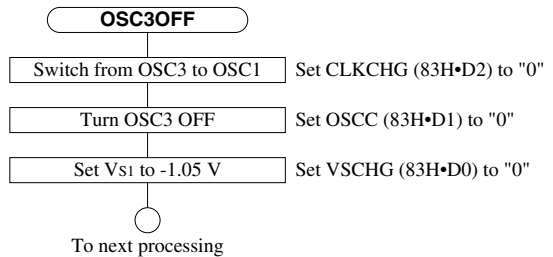 OSC3OFF
Switch from OSC3 to OSC1 Set CLKCHG (83H•D2) to "0"
Turn OSC3 OFF Set OSCC (83H•D1) to "0"
Set VS1 to -1.05 V Set VSCHG (83H•D0) to "0"
To next processing